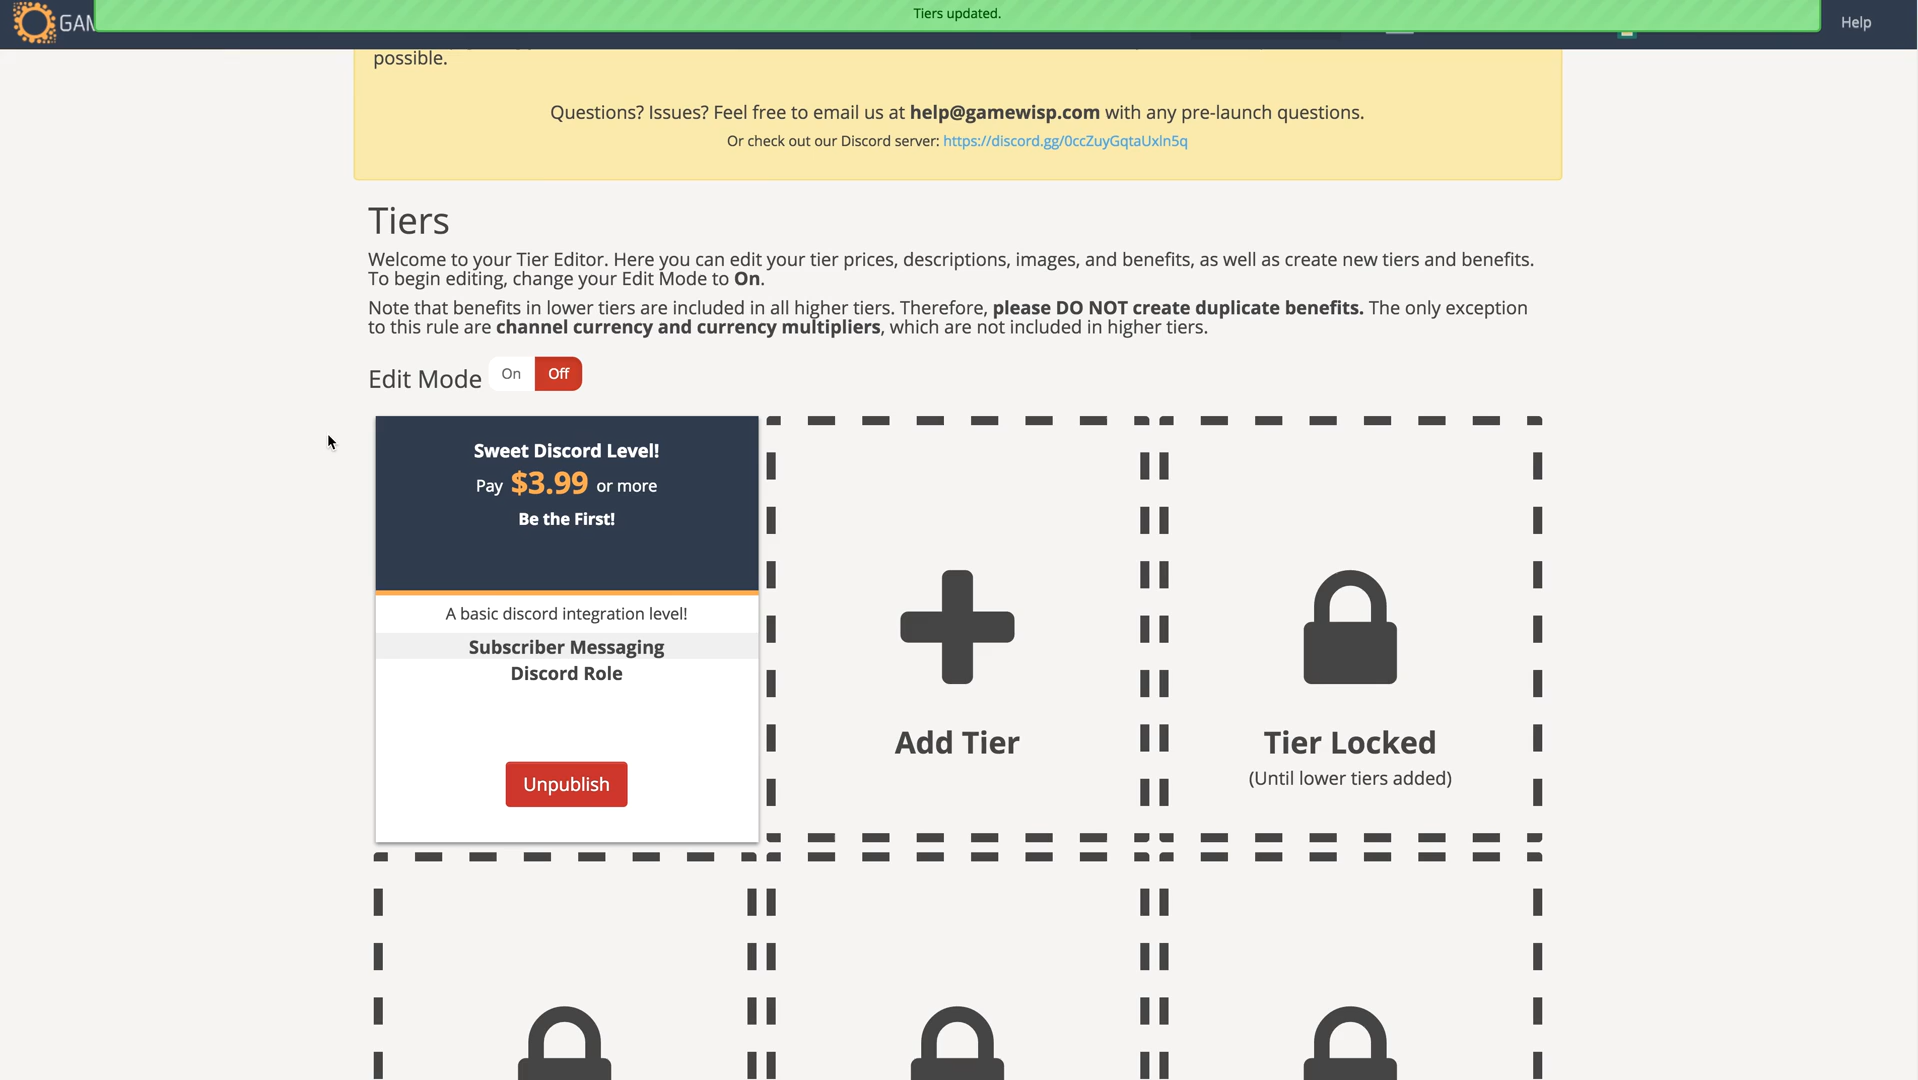 Tiers updated.
GAM
Help
possible.
Questions? Issues? Feel free to email us at help@gamewisp.com with any pre-launch questions.
Or check out our Discord server: https://discord.gg/0ccZuyGqtaUxln5q
Tiers
Welcome to your Tier Editor. Here you can edit your tier prices, descriptions, images, and benefits, as well as create new tiers and benefits.
To begin editing, change your Edit Mode to On.
Note that benefits in lower tiers are included in all higher tiers. Therefore, please DO NOT create duplicate benefits. The only exception
to this rule are channel currency and currency multipliers, which are not included in higher tiers.
Edit Mode On Off
Sweet Discord Level!
Pay $3.99 or more
Be the First!
A basic discord integration level!
Subscriber Messaging
Discord Role
Unpublish
Add Tier
Tier Locked
(Until lower tiers added)